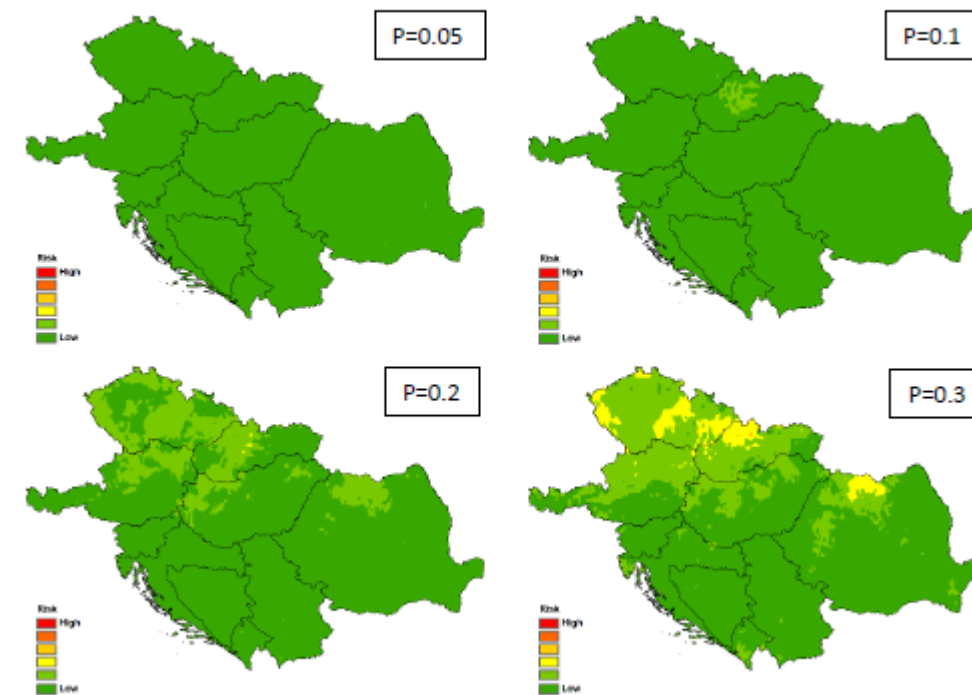 P=0.05
Risk
High
Low
P=0.1
Risk
High
Low
P=0.2
Risk
High
Low
P=0.3
Risk
High
Low